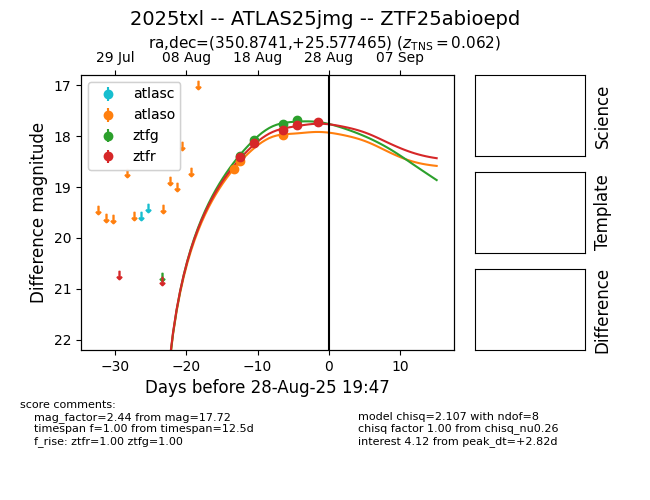 2025txl -- ATLAS25jmg -- ZTF25abioepd
ra,dec=(350.8741,+25.577465) (zTNS = 0.062)
29 Jul 08 Aug 18 Aug 28 Aug 07 Sep
atlasc
atlaso
ztfg
ztfr
17
18
19
20
21
22
Difference magnitude
−30 −20 −10 0 10
Days before 28-Aug-25 19:47
Science
Template
Difference
score comments:
mag_factor=2.44 from mag=17.72
timespan f=1.00 from timespan=12.5d
f_rise: ztfr=1.00 ztfg=1.00
model chisq=2.107 with ndof=8
chisq factor 1.00 from chisq_nu0.26
interest 4.12 from peak_dt=+2.82d